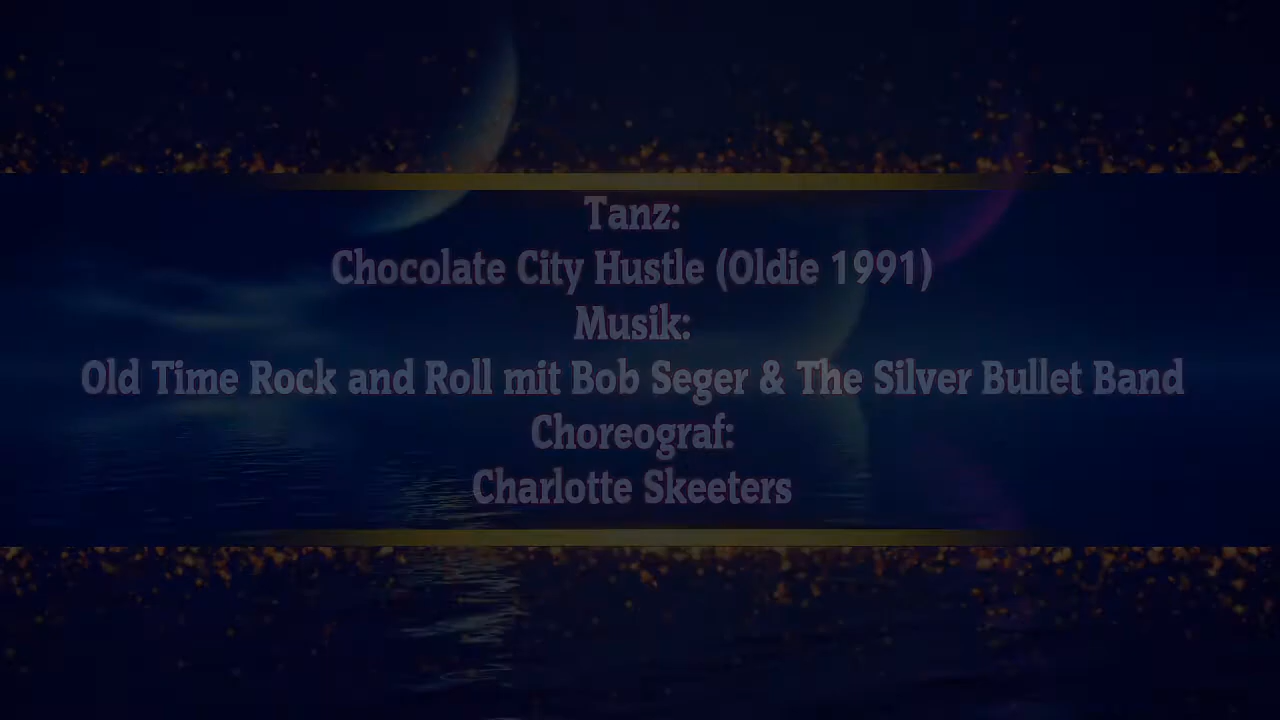 Tanz:
Chocolate City Hustle (Oldie 1991)
Musik:
Old Time Rock and Roll mit Bob Seger & The Silver Bullet Band
Choreograf:
Charlotte Skeeters